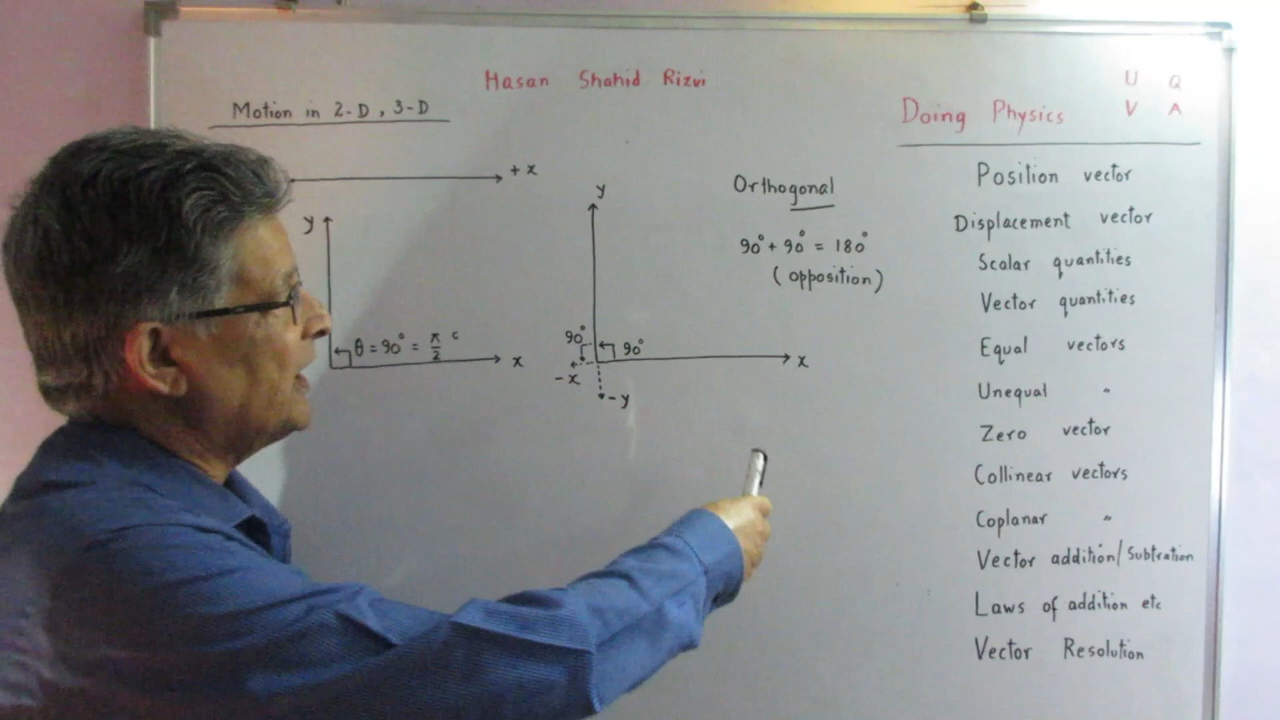 Hasan Shahid Rizvi
Motion in 2-D, 3-D
+ x
y
θ = 90° = π/2 ᶜ
x
y
90°
90°
x
- x
- y
Orthogonal
90° + 90° = 180°
(opposition)
U Q
Doing Physics V A
Position vector
Displacement vector
Scalar quantities
Vector quantities
Equal vectors
Unequal "
Zero vector
Collinear vectors
Coplanar "
Vector addition/Subtration
Laws of addition etc
Vector Resolution